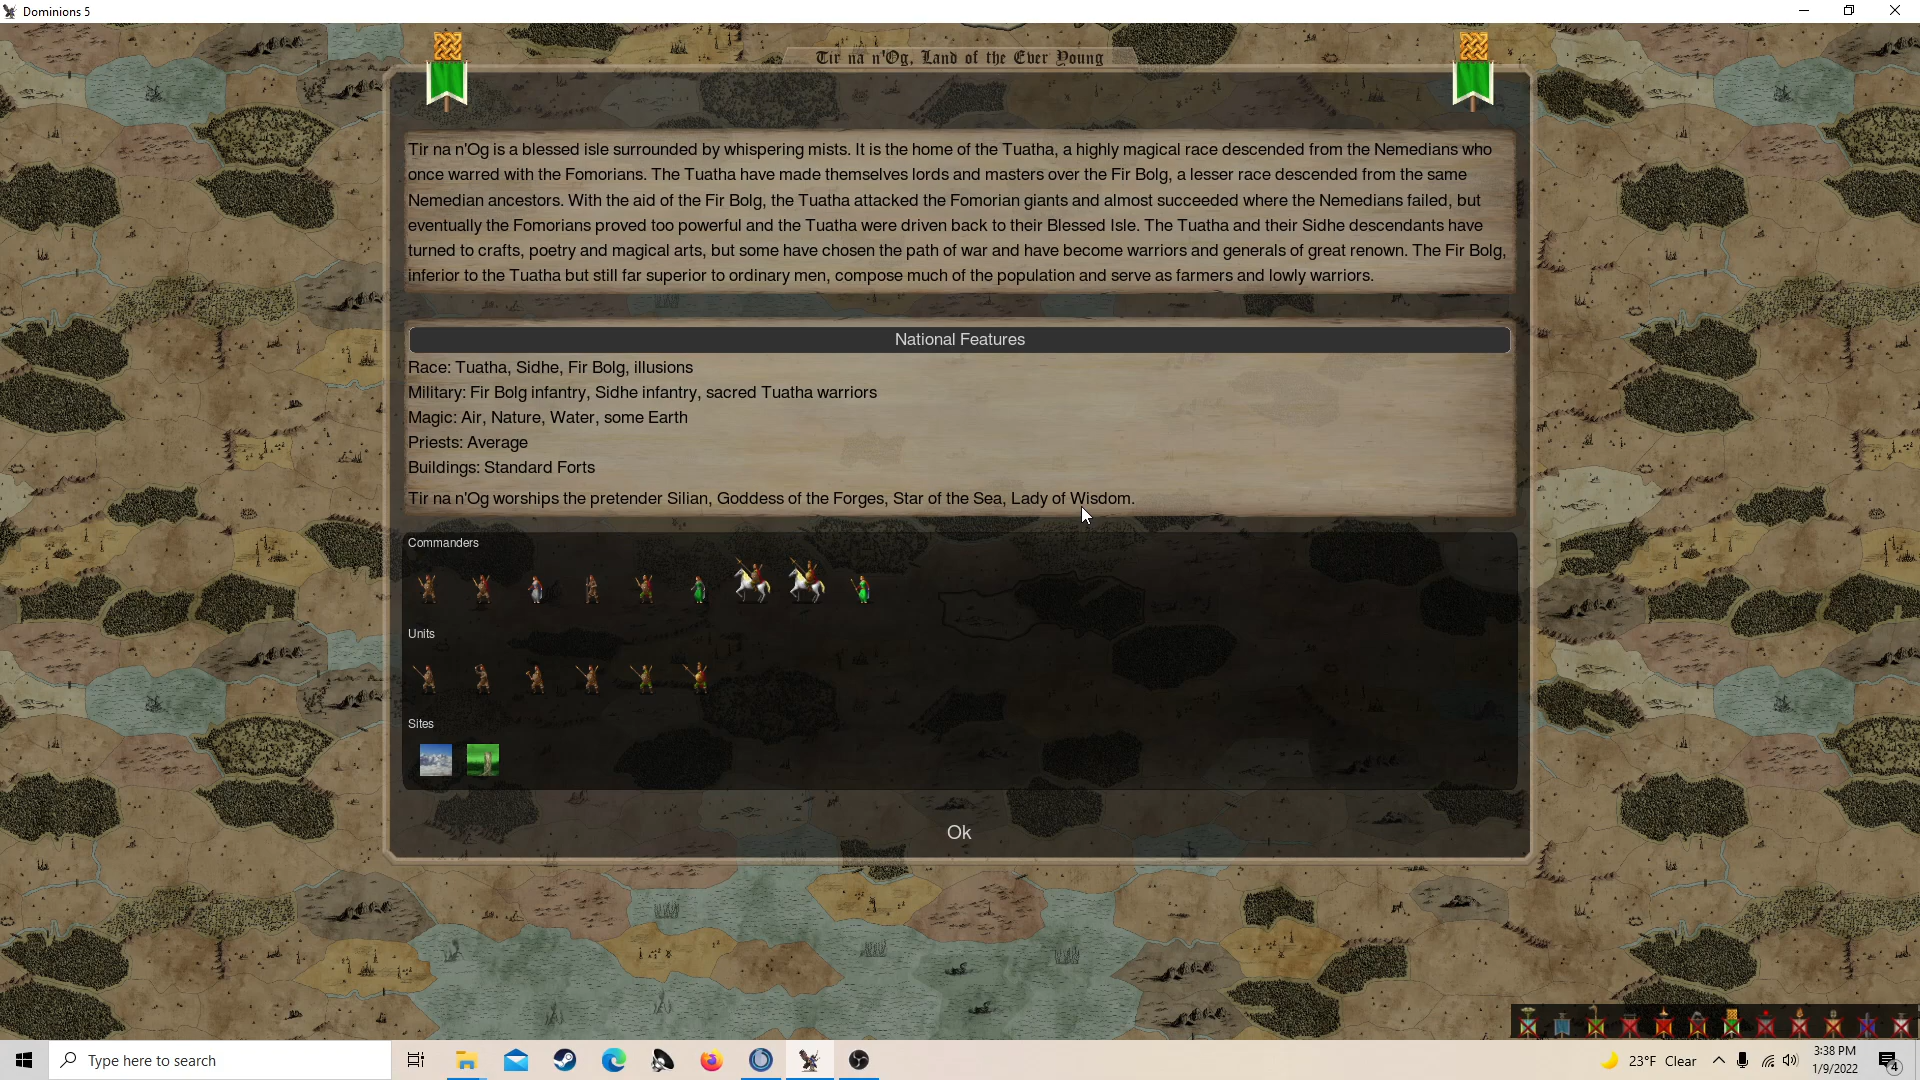 Dominions 5
Tir na n'Og, Land of the Ever Young
Tir na n'Og is a blessed isle surrounded by whispering mists. It is the home of the Tuatha, a highly magical race descended from the Nemedians who
once warred with the Fomorians. The Tuatha have made themselves lords and masters over the Fir Bolg, a lesser race descended from the same
Nemedian ancestors. With the aid of the Fir Bolg, the Tuatha attacked the Fomorian giants and almost succeeded where the Nemedians failed, but
eventually the Fomorians proved too powerful and the Tuatha were driven back to their Blessed Isle. The Tuatha and their Sidhe descendants have
turned to crafts, poetry and magical arts, but some have chosen the path of war and have become warriors and generals of great renown. The Fir Bolg,
inferior to the Tuatha but still far superior to ordinary men, compose much of the population and serve as farmers and lowly warriors.
National Features
Race: Tuatha, Sidhe, Fir Bolg, illusions
Military: Fir Bolg infantry, Sidhe infantry, sacred Tuatha warriors
Magic: Air, Nature, Water, some Earth
Priests: Average
Buildings: Standard Forts
Tir na n'Og worships the pretender Silian, Goddess of the Forges, Star of the Sea, Lady of Wisdom.
Commanders
Units
Sites
Ok
Type here to search
23°F Clear
3:38 PM
1/9/2022
4